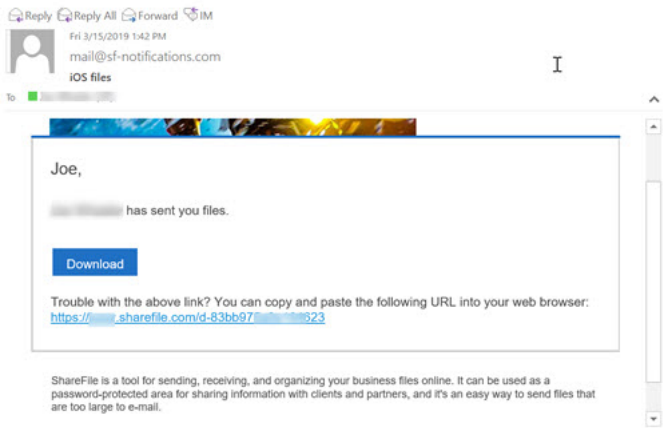 Reply Reply All Forward IM
Fri 3/15/2019 1:42 PM
mail@sf-notifications.com
iOS files
To
Joe,
has sent you files.
Download
Trouble with the above link? You can copy and paste the following URL into your web browser:
https:// .sharefile.com/d-83bb97 623
ShareFile is a tool for sending, receiving, and organizing your business files online. It can be used as a
password-protected area for sharing information with clients and partners, and it's an easy way to send files that
are too large to e-mail.